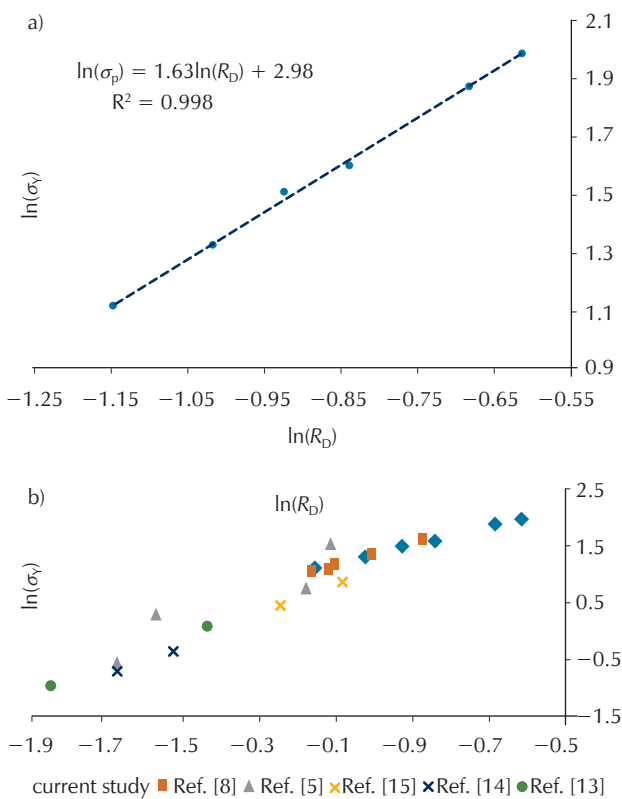 a)
ln(σp) = 1.63ln(RD) + 2.98
R² = 0.998
ln(σY)
2.1
1.9
1.7
1.5
1.3
1.1
0.9
−1.25 −1.15 −1.05 −0.95 −0.85 −0.75 −0.65 −0.55
ln(RD)
b)
ln(RD)
ln(σY)
2.5
1.5
0.5
−0.5
−1.5
−1.9 −1.7 −1.5 −0.3 −0.1 −0.9 −0.7 −0.5
current study Ref. [8] Ref. [5] Ref. [15] Ref. [14] Ref. [13]